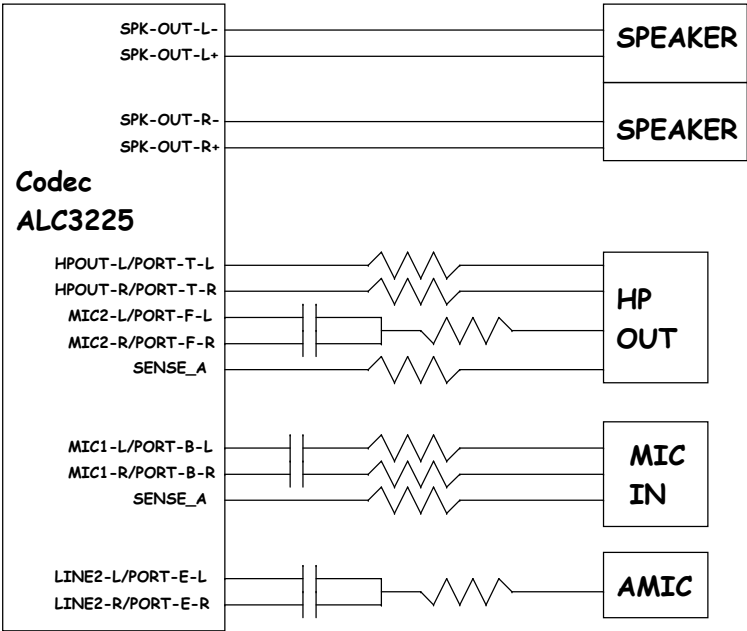 SPK-OUT-L-
SPK-OUT-L+
SPEAKER
SPK-OUT-R-
SPK-OUT-R+
SPEAKER
Codec
ALC3225
HPOUT-L/PORT-T-L
HPOUT-R/PORT-T-R
MIC2-L/PORT-F-L
MIC2-R/PORT-F-R
SENSE_A
HP
OUT
MIC1-L/PORT-B-L
MIC1-R/PORT-B-R
SENSE_A
MIC
IN
LINE2-L/PORT-E-L
LINE2-R/PORT-E-R
AMIC